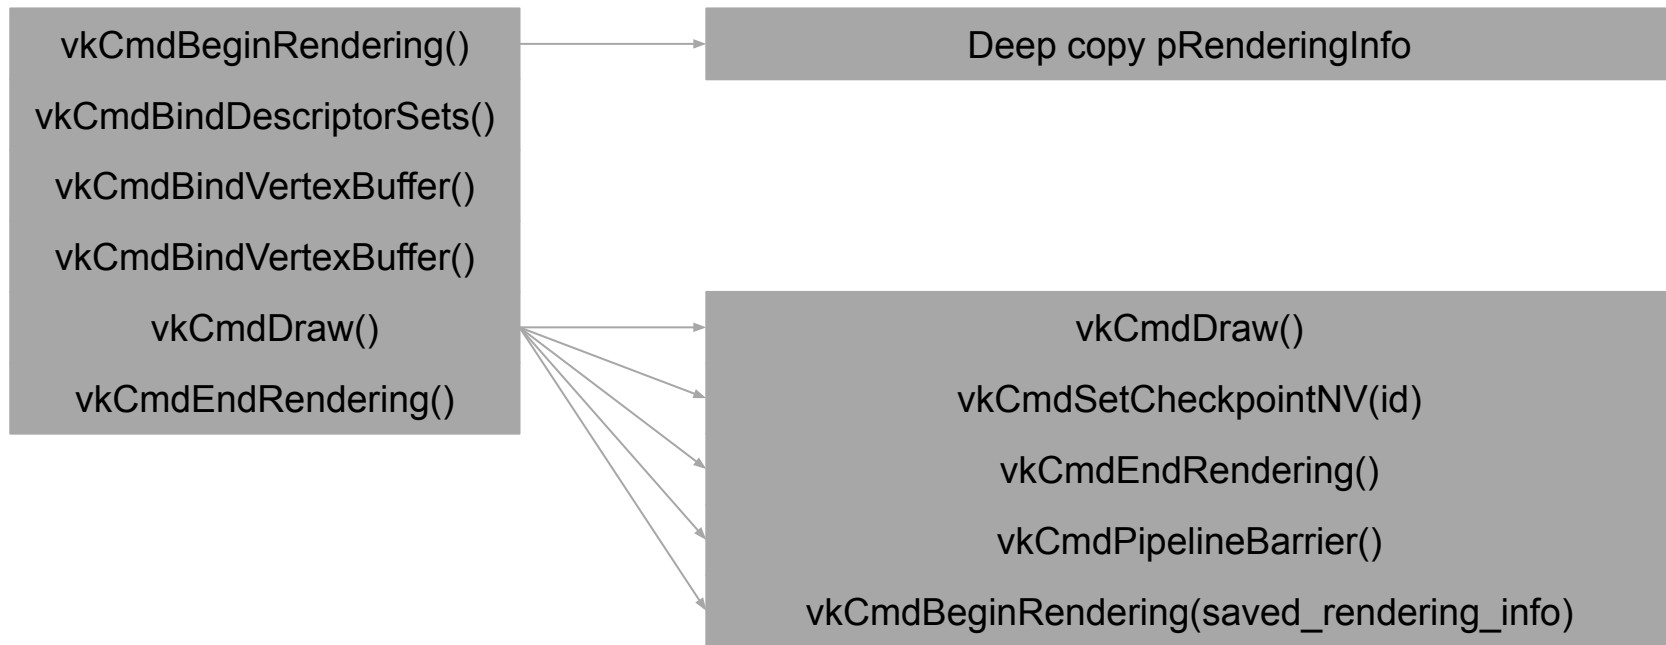 vkCmdBeginRendering()
vkCmdBindDescriptorSets()
vkCmdBindVertexBuffer()
vkCmdBindVertexBuffer()
vkCmdDraw()
vkCmdEndRendering()
Deep copy pRenderingInfo
vkCmdDraw()
vkCmdSetCheckpointNV(id)
vkCmdEndRendering()
vkCmdPipelineBarrier()
vkCmdBeginRendering(saved_rendering_info)